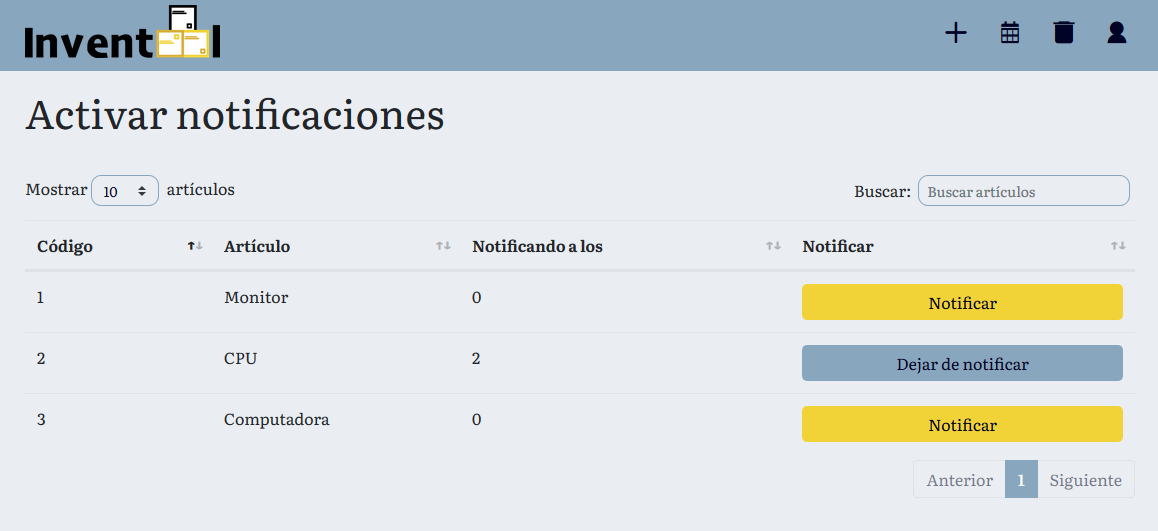 Inventool
Activar notificaciones
Mostrar 10 artículos
Buscar: Buscar artículos
Código Artículo Notificando a los Notificar
1 Monitor 0 Notificar
2 CPU 2 Dejar de notificar
3 Computadora 0 Notificar
Anterior 1 Siguiente